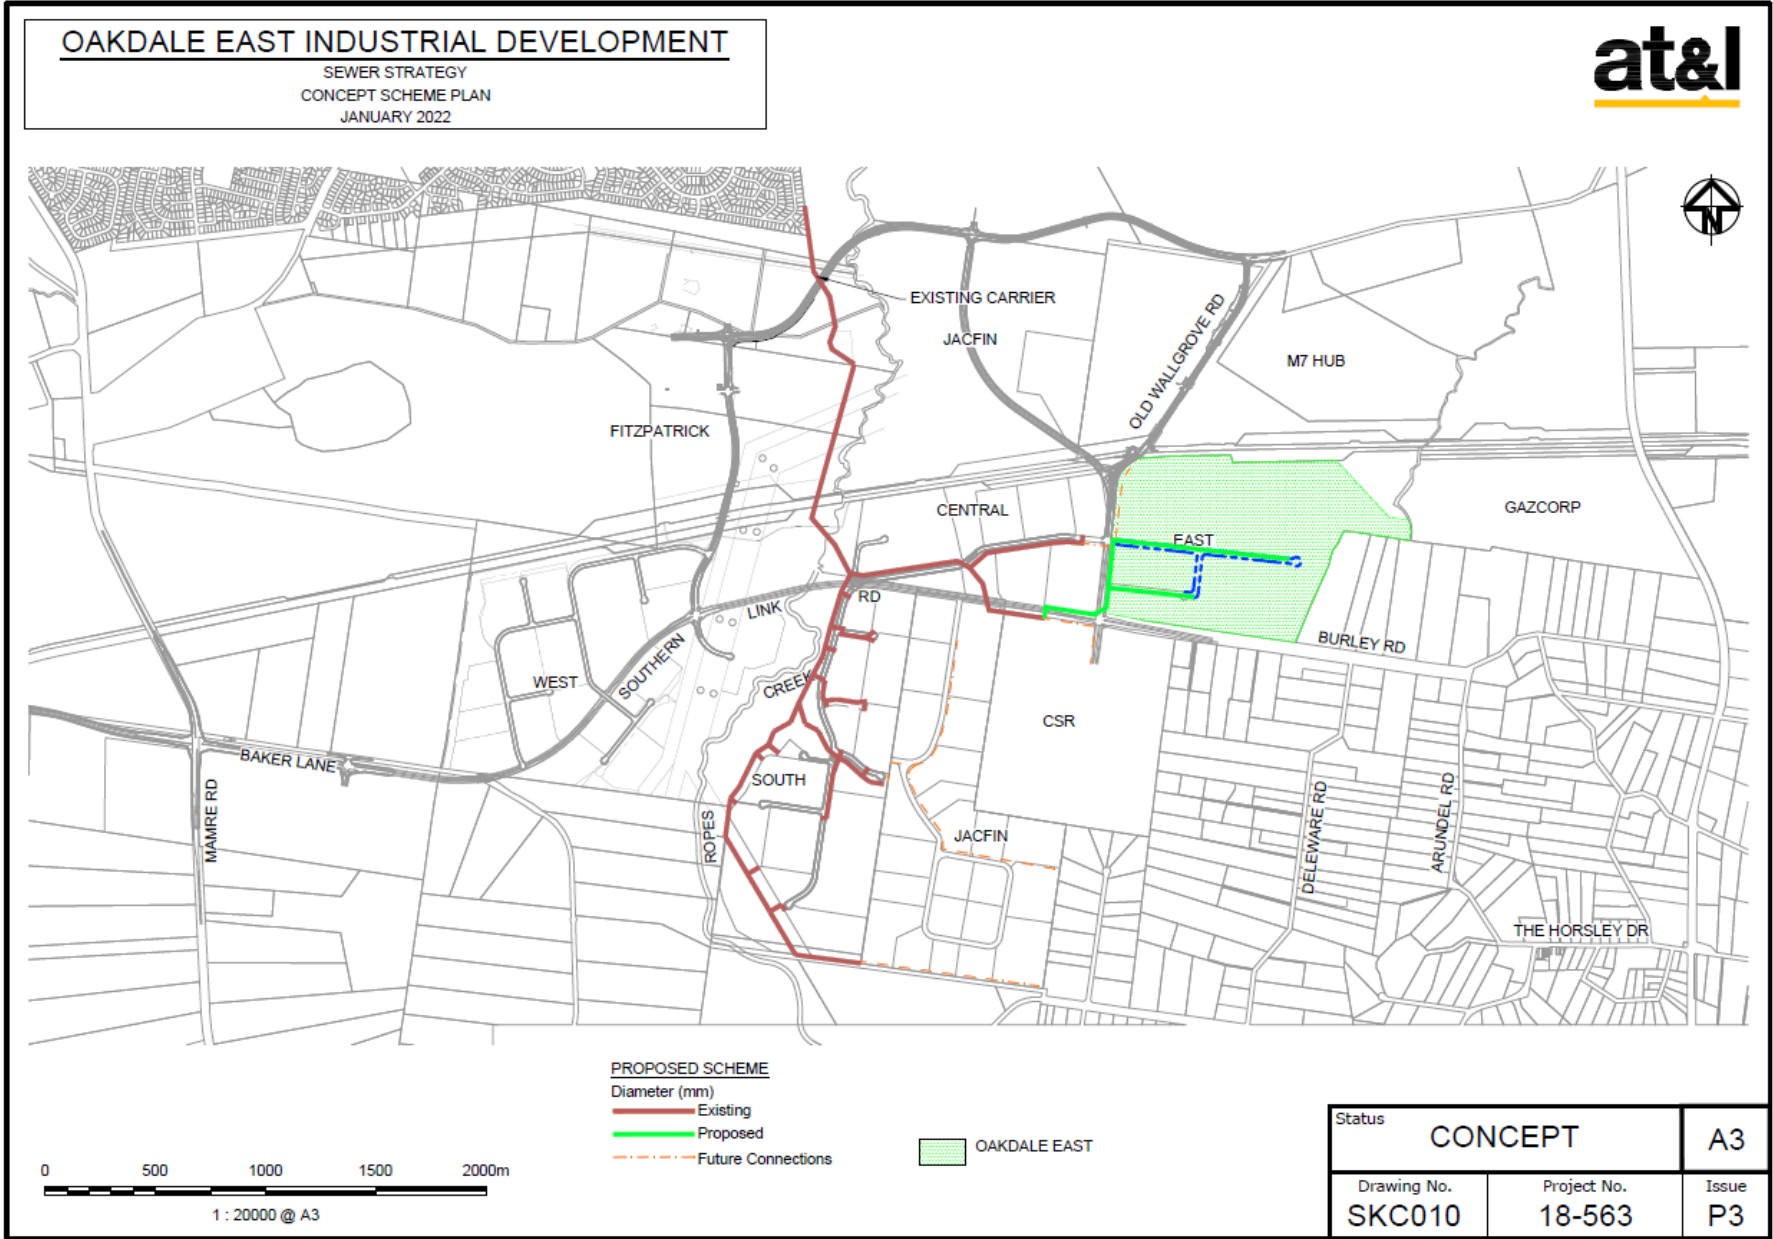 OAKDALE EAST INDUSTRIAL DEVELOPMENT
SEWER STRATEGY
CONCEPT SCHEME PLAN
JANUARY 2022
at&l
N
EXISTING CARRIER
JACFIN
OLD WALLGROVE RD
M7 HUB
FITZPATRICK
CENTRAL
GAZCORP
EAST
LINK
RD
BURLEY RD
SOUTHERN
WEST
CREEK
CSR
BAKER LANE
SOUTH
MAMRE RD
ROPES
JACFIN
DELEWARE RD
ARUNDEL RD
THE HORSLEY DR
PROPOSED SCHEME
Diameter (mm)
Existing
Proposed
Future Connections
OAKDALE EAST
0 500 1000 1500 2000m
1 : 20000 @ A3
Status
CONCEPT
A3
Drawing No.
SKC010
Project No.
18-563
Issue
P3